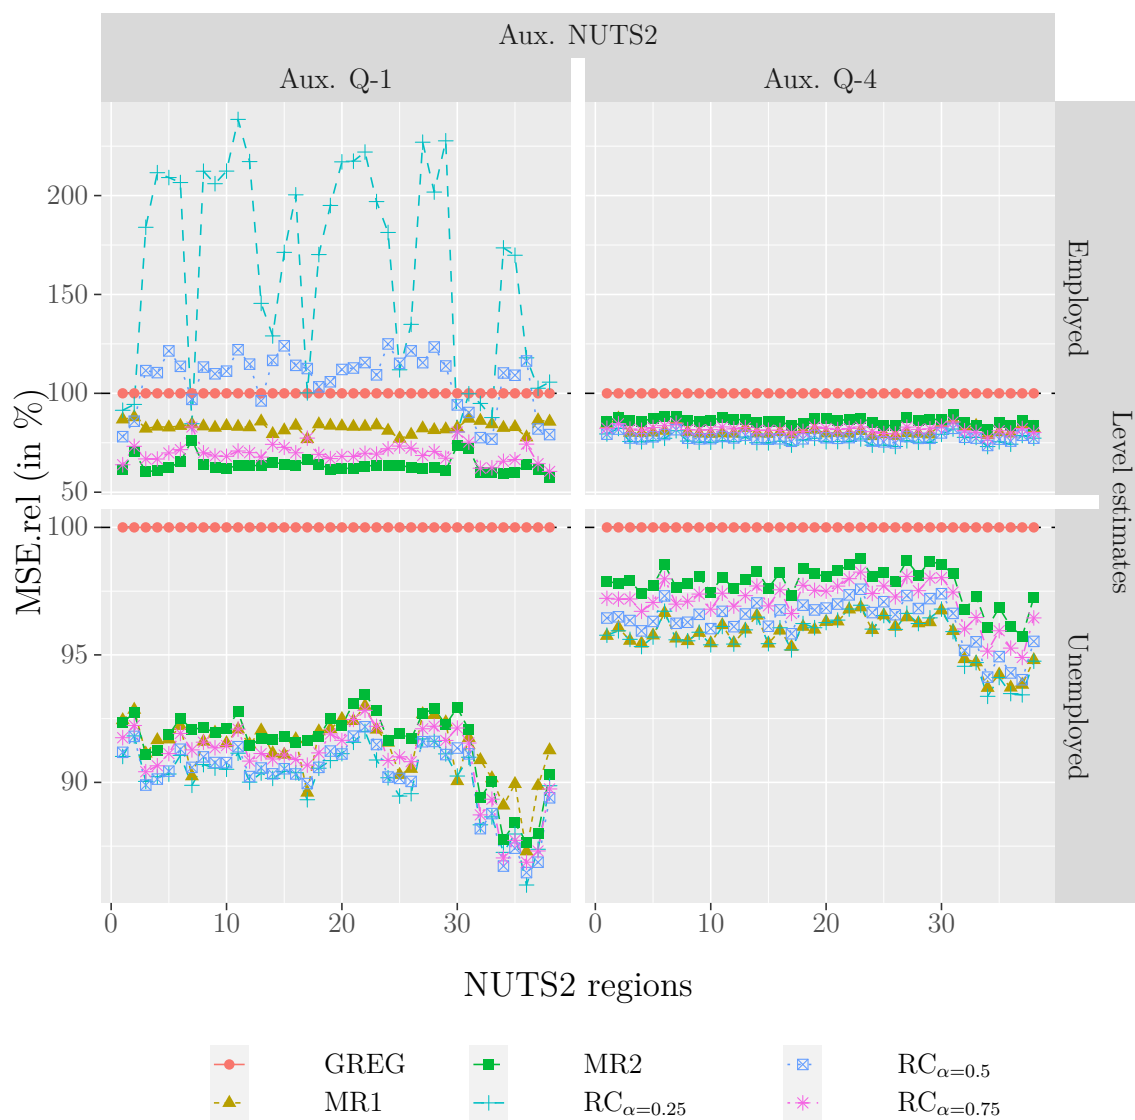 Aux. NUTS2
Aux. Q-1 Aux. Q-4
200
150
100
50
Employed
100
95
90
Unemployed
Level estimates
MSE.rel (in %)
0 10 20 30 0 10 20 30
NUTS2 regions
GREG MR2 RCα=0.5
MR1 RCα=0.25 RCα=0.75